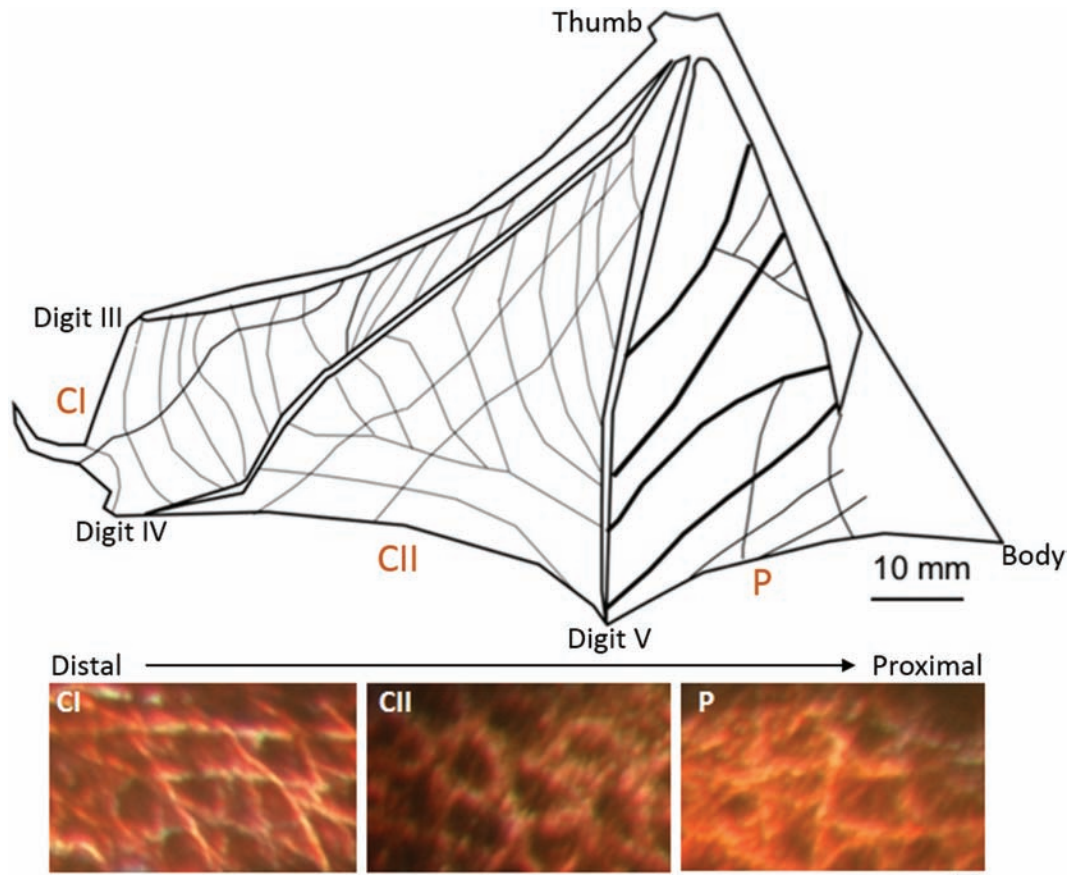 Thumb
Digit III
CI
Digit IV
CII
Body
10 mm
P
Digit V
Distal
Proximal
CI
CII
P